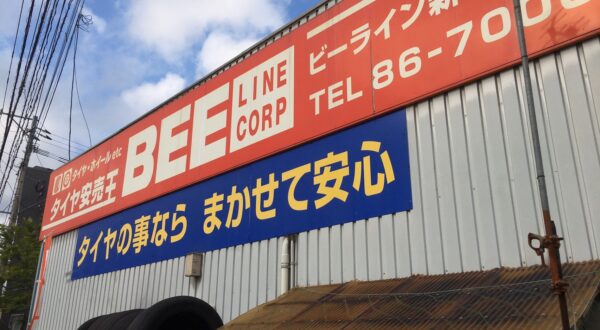 タイヤ・ホイール etc
タイヤ安売王
BEE
LINE
CORP
ビーライン新
TEL 86-700
タイヤの事なら まかせて安心